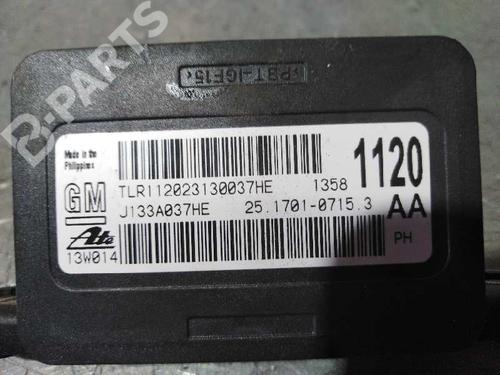 >PBT-IGF15<
B-PARTS
Made in the
Philippines
GM
TLR112023130037HE 1358 1120
J133A037HE 25.1701-0715.3 AA
Ate
13W014 PH